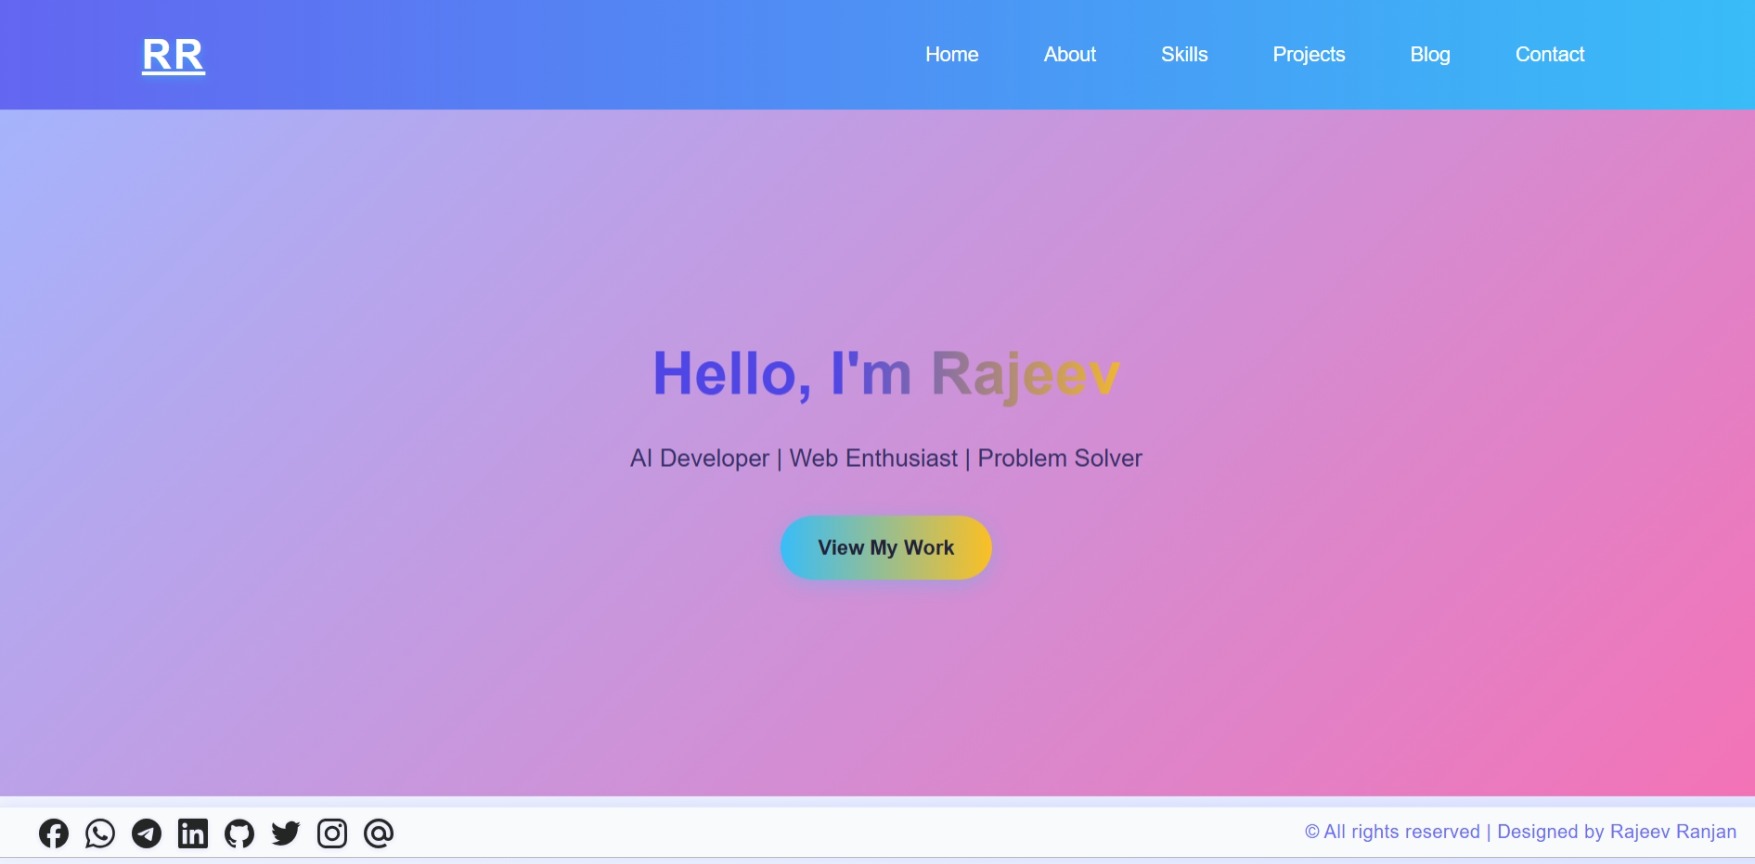 RR
Home About Skills Projects Blog Contact
Hello, I'm Rajeev
AI Developer | Web Enthusiast | Problem Solver
View My Work
© All rights reserved | Designed by Rajeev Ranjan